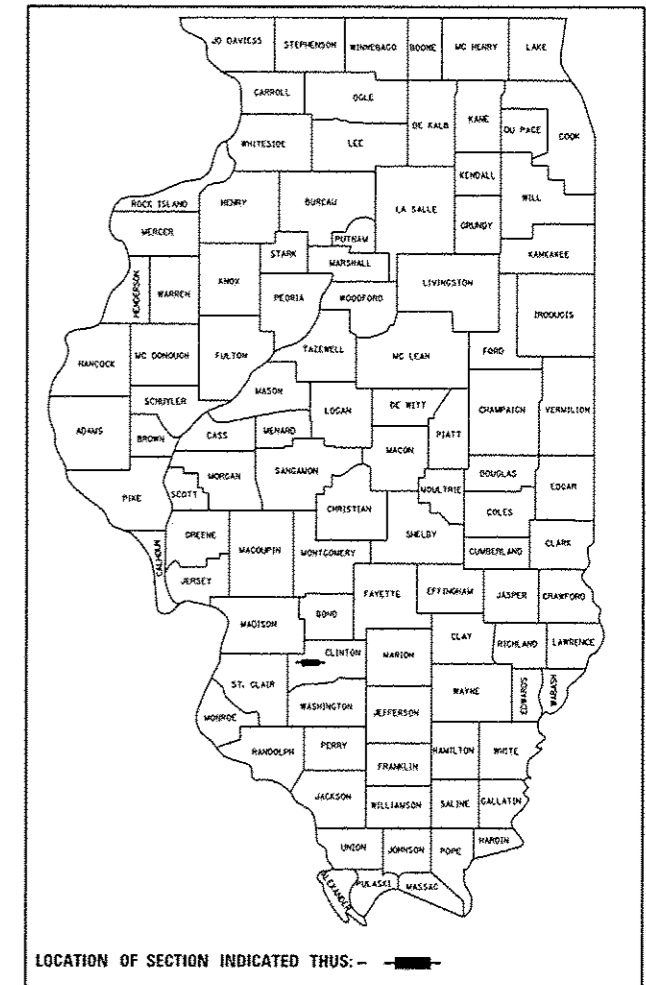 JO DAVIESS STEPHENSON WINNEBAGO BOONE MC HENRY LAKE
CARROLL OGLE DE KALB KANE DU PAGE COOK
WHITESIDE LEE KENDALL WILL
ROCK ISLAND HENRY BUREAU LA SALLE GRUNDY
MERCER STARK PUTNAM KANKAKEE
HENDERSON WARREN KNOX PEORIA MARSHALL WOODFORD LIVINGSTON IROQUOIS
HANCOCK MC DONOUGH FULTON TAZEWELL MC LEAN FORD
SCHUYLER MASON LOGAN DE WITT CHAMPAIGN VERMILION
ADAMS BROWN CASS MENARD MACON PIATT
PIKE SCOTT MORGAN SANGAMON CHRISTIAN MOULTRIE DOUGLAS COLES EDGAR
CALHOUN GREENE MACOUPIN MONTGOMERY SHELBY CUMBERLAND CLARK
JERSEY FAYETTE EFFINGHAM JASPER CRAWFORD
MADISON BOND CLAY RICHLAND LAWRENCE
ST. CLAIR CLINTON MARION WAYNE EDWARDS WABASH
MONROE WASHINGTON JEFFERSON
RANDOLPH PERRY FRANKLIN HAMILTON WHITE
JACKSON WILLIAMSON SALINE GALLATIN
UNION JOHNSON POPE HARDIN
ALEXANDER PULASKI MASSAC
LOCATION OF SECTION INDICATED THUS: -